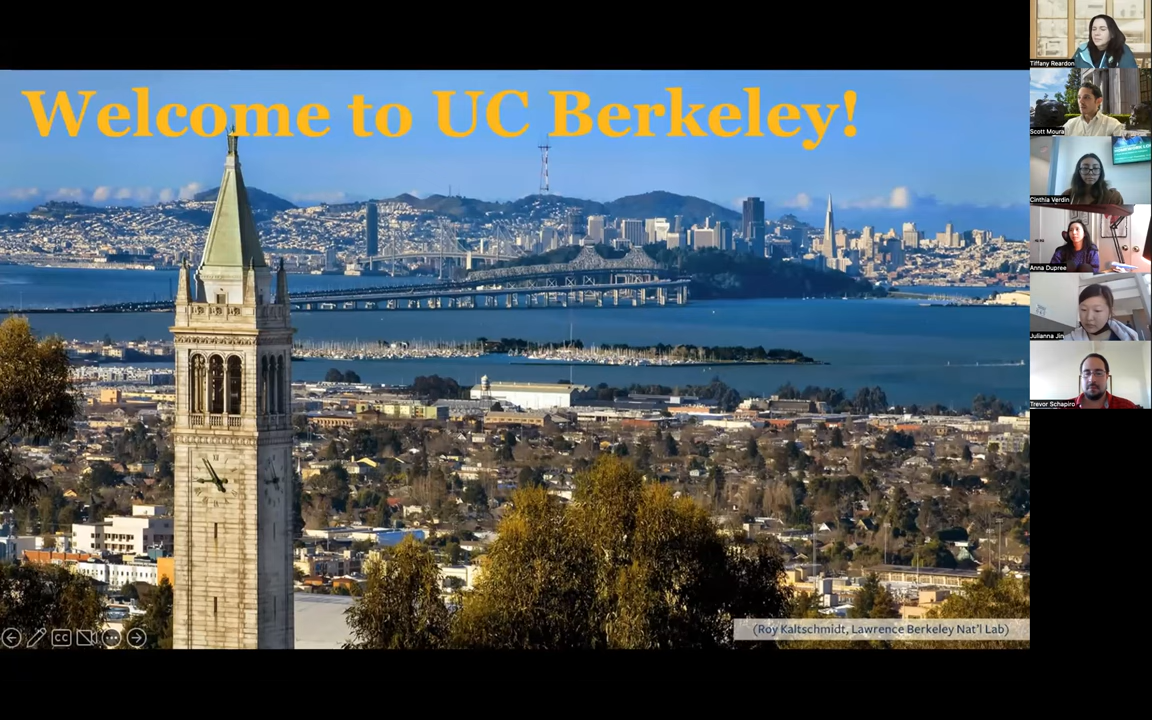 Welcome to UC Berkeley!
Tiffany Reardon
Scott Moura
Cinthia Verdin
Anna Dupree
Julianna Jin
Trevor Schapiro
CC
(Roy Kaltschmidt, Lawrence Berkeley Nat'l Lab)